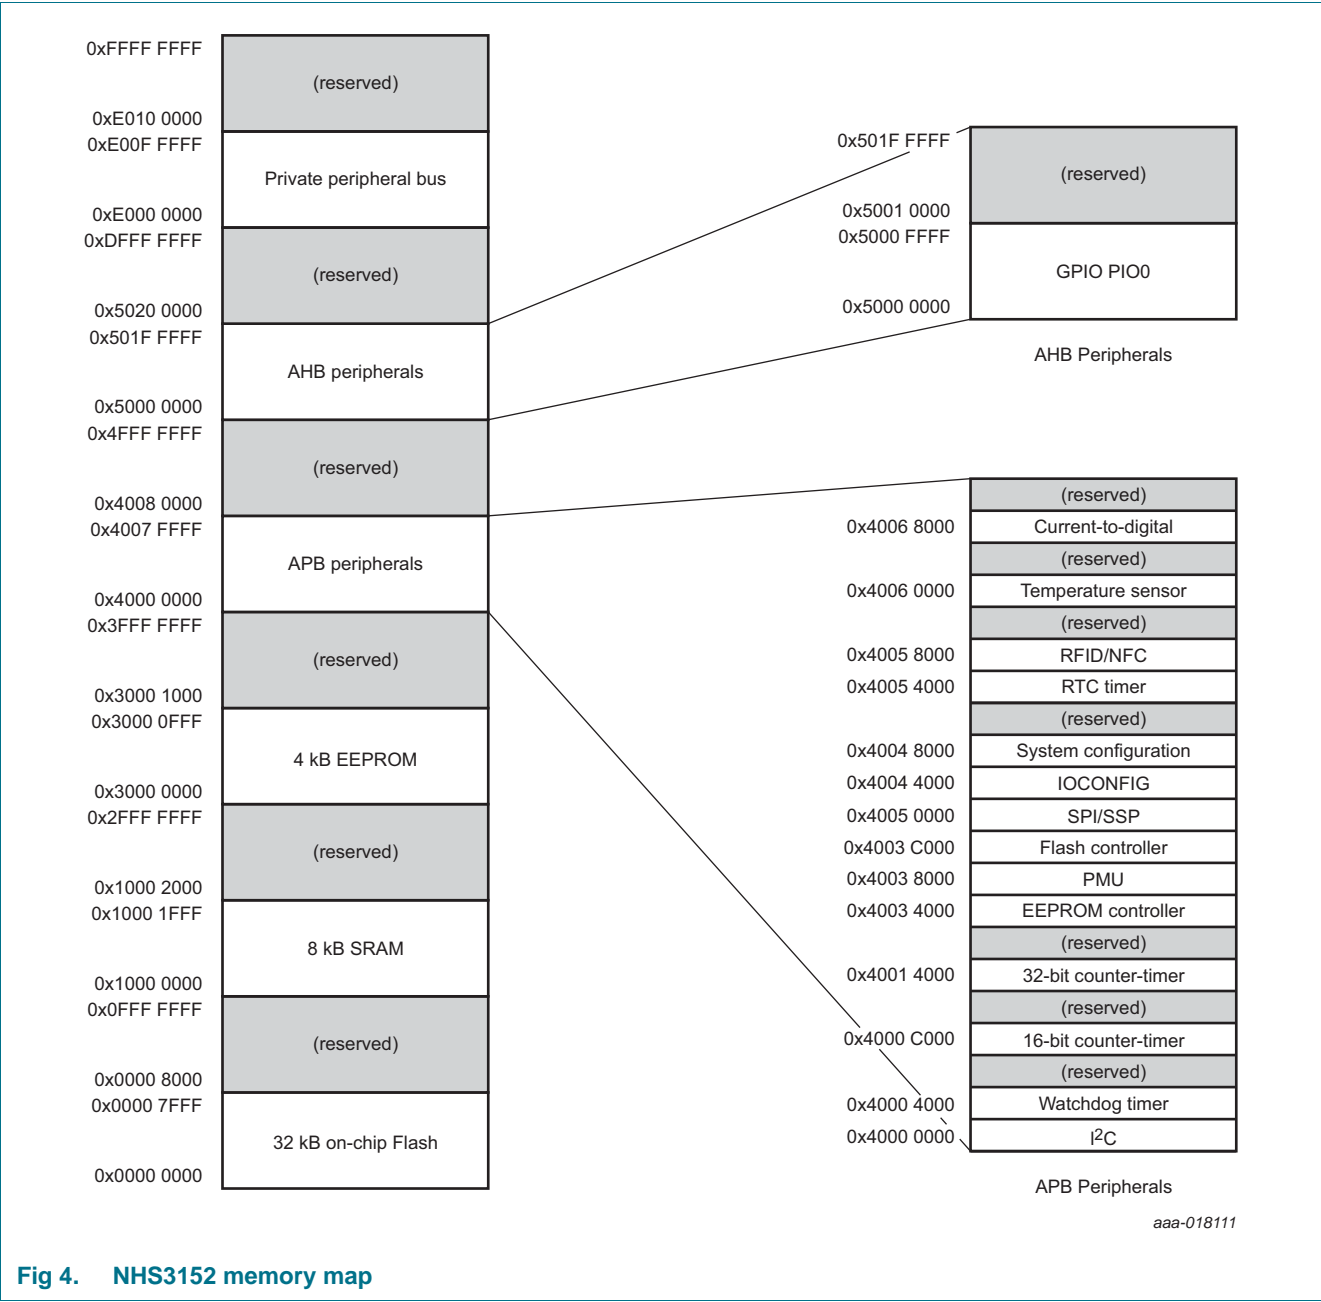 0xFFFF FFFF
(reserved)
0xE010 0000
0xE00F FFFF
Private peripheral bus
0xE000 0000
0xDFFF FFFF
(reserved)
0x5020 0000
0x501F FFFF
AHB peripherals
0x5000 0000
0x4FFF FFFF
(reserved)
0x4008 0000
0x4007 FFFF
APB peripherals
0x4000 0000
0x3FFF FFFF
(reserved)
0x3000 1000
0x3000 0FFF
4 kB EEPROM
0x3000 0000
0x2FFF FFFF
(reserved)
0x1000 2000
0x1000 1FFF
8 kB SRAM
0x1000 0000
0x0FFF FFFF
(reserved)
0x0000 8000
0x0000 7FFF
32 kB on-chip Flash
0x0000 0000
0x501F FFFF
(reserved)
0x5001 0000
0x5000 FFFF
GPIO PIO0
0x5000 0000
AHB Peripherals
(reserved)
0x4006 8000 Current-to-digital
(reserved)
0x4006 0000 Temperature sensor
(reserved)
0x4005 8000 RFID/NFC
0x4005 4000 RTC timer
(reserved)
0x4004 8000 System configuration
0x4004 4000 IOCONFIG
0x4005 0000 SPI/SSP
0x4003 C000 Flash controller
0x4003 8000 PMU
0x4003 4000 EEPROM controller
(reserved)
0x4001 4000 32-bit counter-timer
(reserved)
0x4000 C000 16-bit counter-timer
(reserved)
0x4000 4000 Watchdog timer
0x4000 0000 I2C
APB Peripherals
aaa-018111
Fig 4. NHS3152 memory map